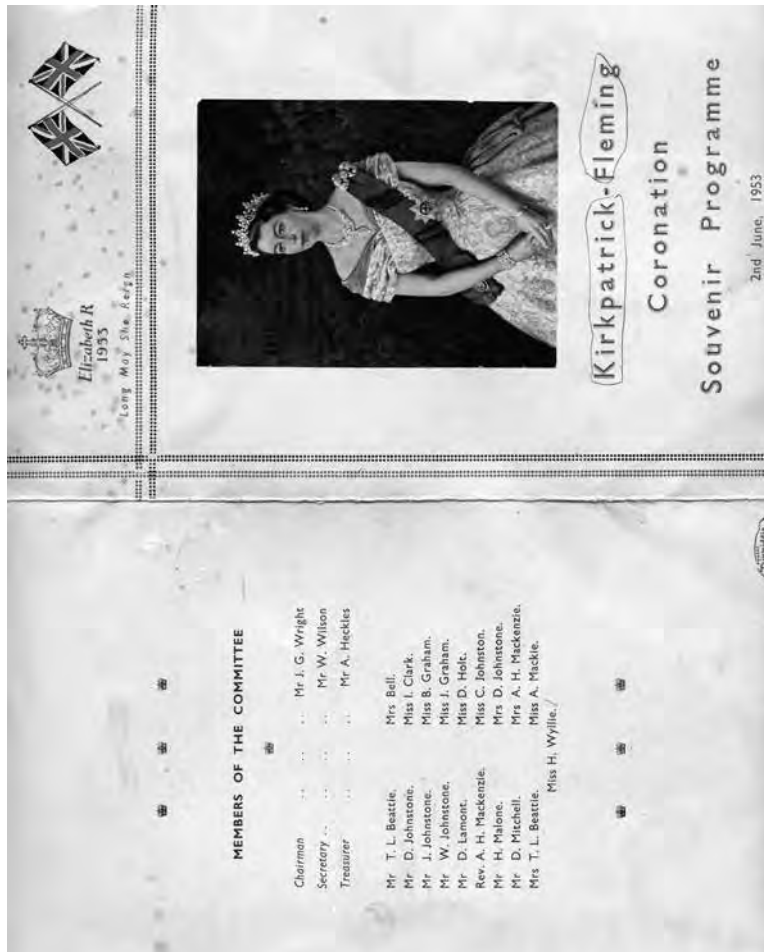 Elizabeth R
1953
Long May She Reign
Kirkpatrick-Fleming
Coronation
Souvenir Programme
2nd June, 1953
MEMBERS OF THE COMMITTEE
Chairman .. .. .. Mr J. G. Wright
Secretary .. .. .. .. Mr W. Wilson
Treasurer .. .. .. Mr A. Heckles
Mr T. L. Beattie. Mrs Bell.
Mr D. Johnstone. Miss I. Clark.
Mr J. Johnstone. Miss B. Graham.
Mr W. Johnstone. Miss J. Graham.
Mr D. Lamont. Miss D. Holt.
Rev. A. H. Mackenzie. Miss C. Johnston.
Mr H. Malone. Mrs D. Johnstone.
Mr D. Mitchell. Mrs A. H. Mackenzie.
Mrs T. L. Beattie. Miss A. Mackie.
Miss H. Wyllie.